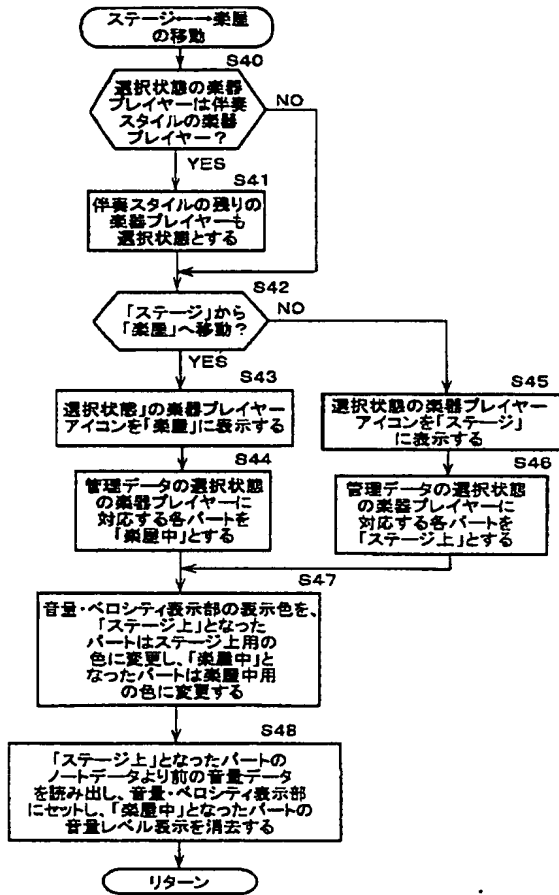 ステージ←→楽屋
の移動
S40
選択状態の楽器
プレイヤーは伴奏
スタイルの楽器
プレイヤー?
NO
YES
S41
伴奏スタイルの残りの
楽器プレイヤーも
選択状態とする
S42
「ステージ」から
「楽屋」へ移動?
NO
YES
S43
選択状態」の楽器プレイヤー
アイコンを「楽屋」に表示する
S44
管理データの選択状態
の楽器プレイヤーに
対応する各パートを
「楽屋中」とする
S45
選択状態の楽器プレイヤー
アイコンを「ステージ」
に表示する
S46
管理データの選択状態
の楽器プレイヤーに
対応する各パートを
「ステージ上」とする
S47
音量・ベロシティ表示部の表示色を、
「ステージ上」となった
パートはステージ上用の
色に変更し、「楽屋中」と
なったパートは楽屋中用
の色に変更する
S48
「ステージ上」となったパートの
ノートデータより前の音量データ
を読み出し、音量・ベロシティ表示部
にセットし、「楽屋中」となったパートの
音量レベル表示を消去する
リターン